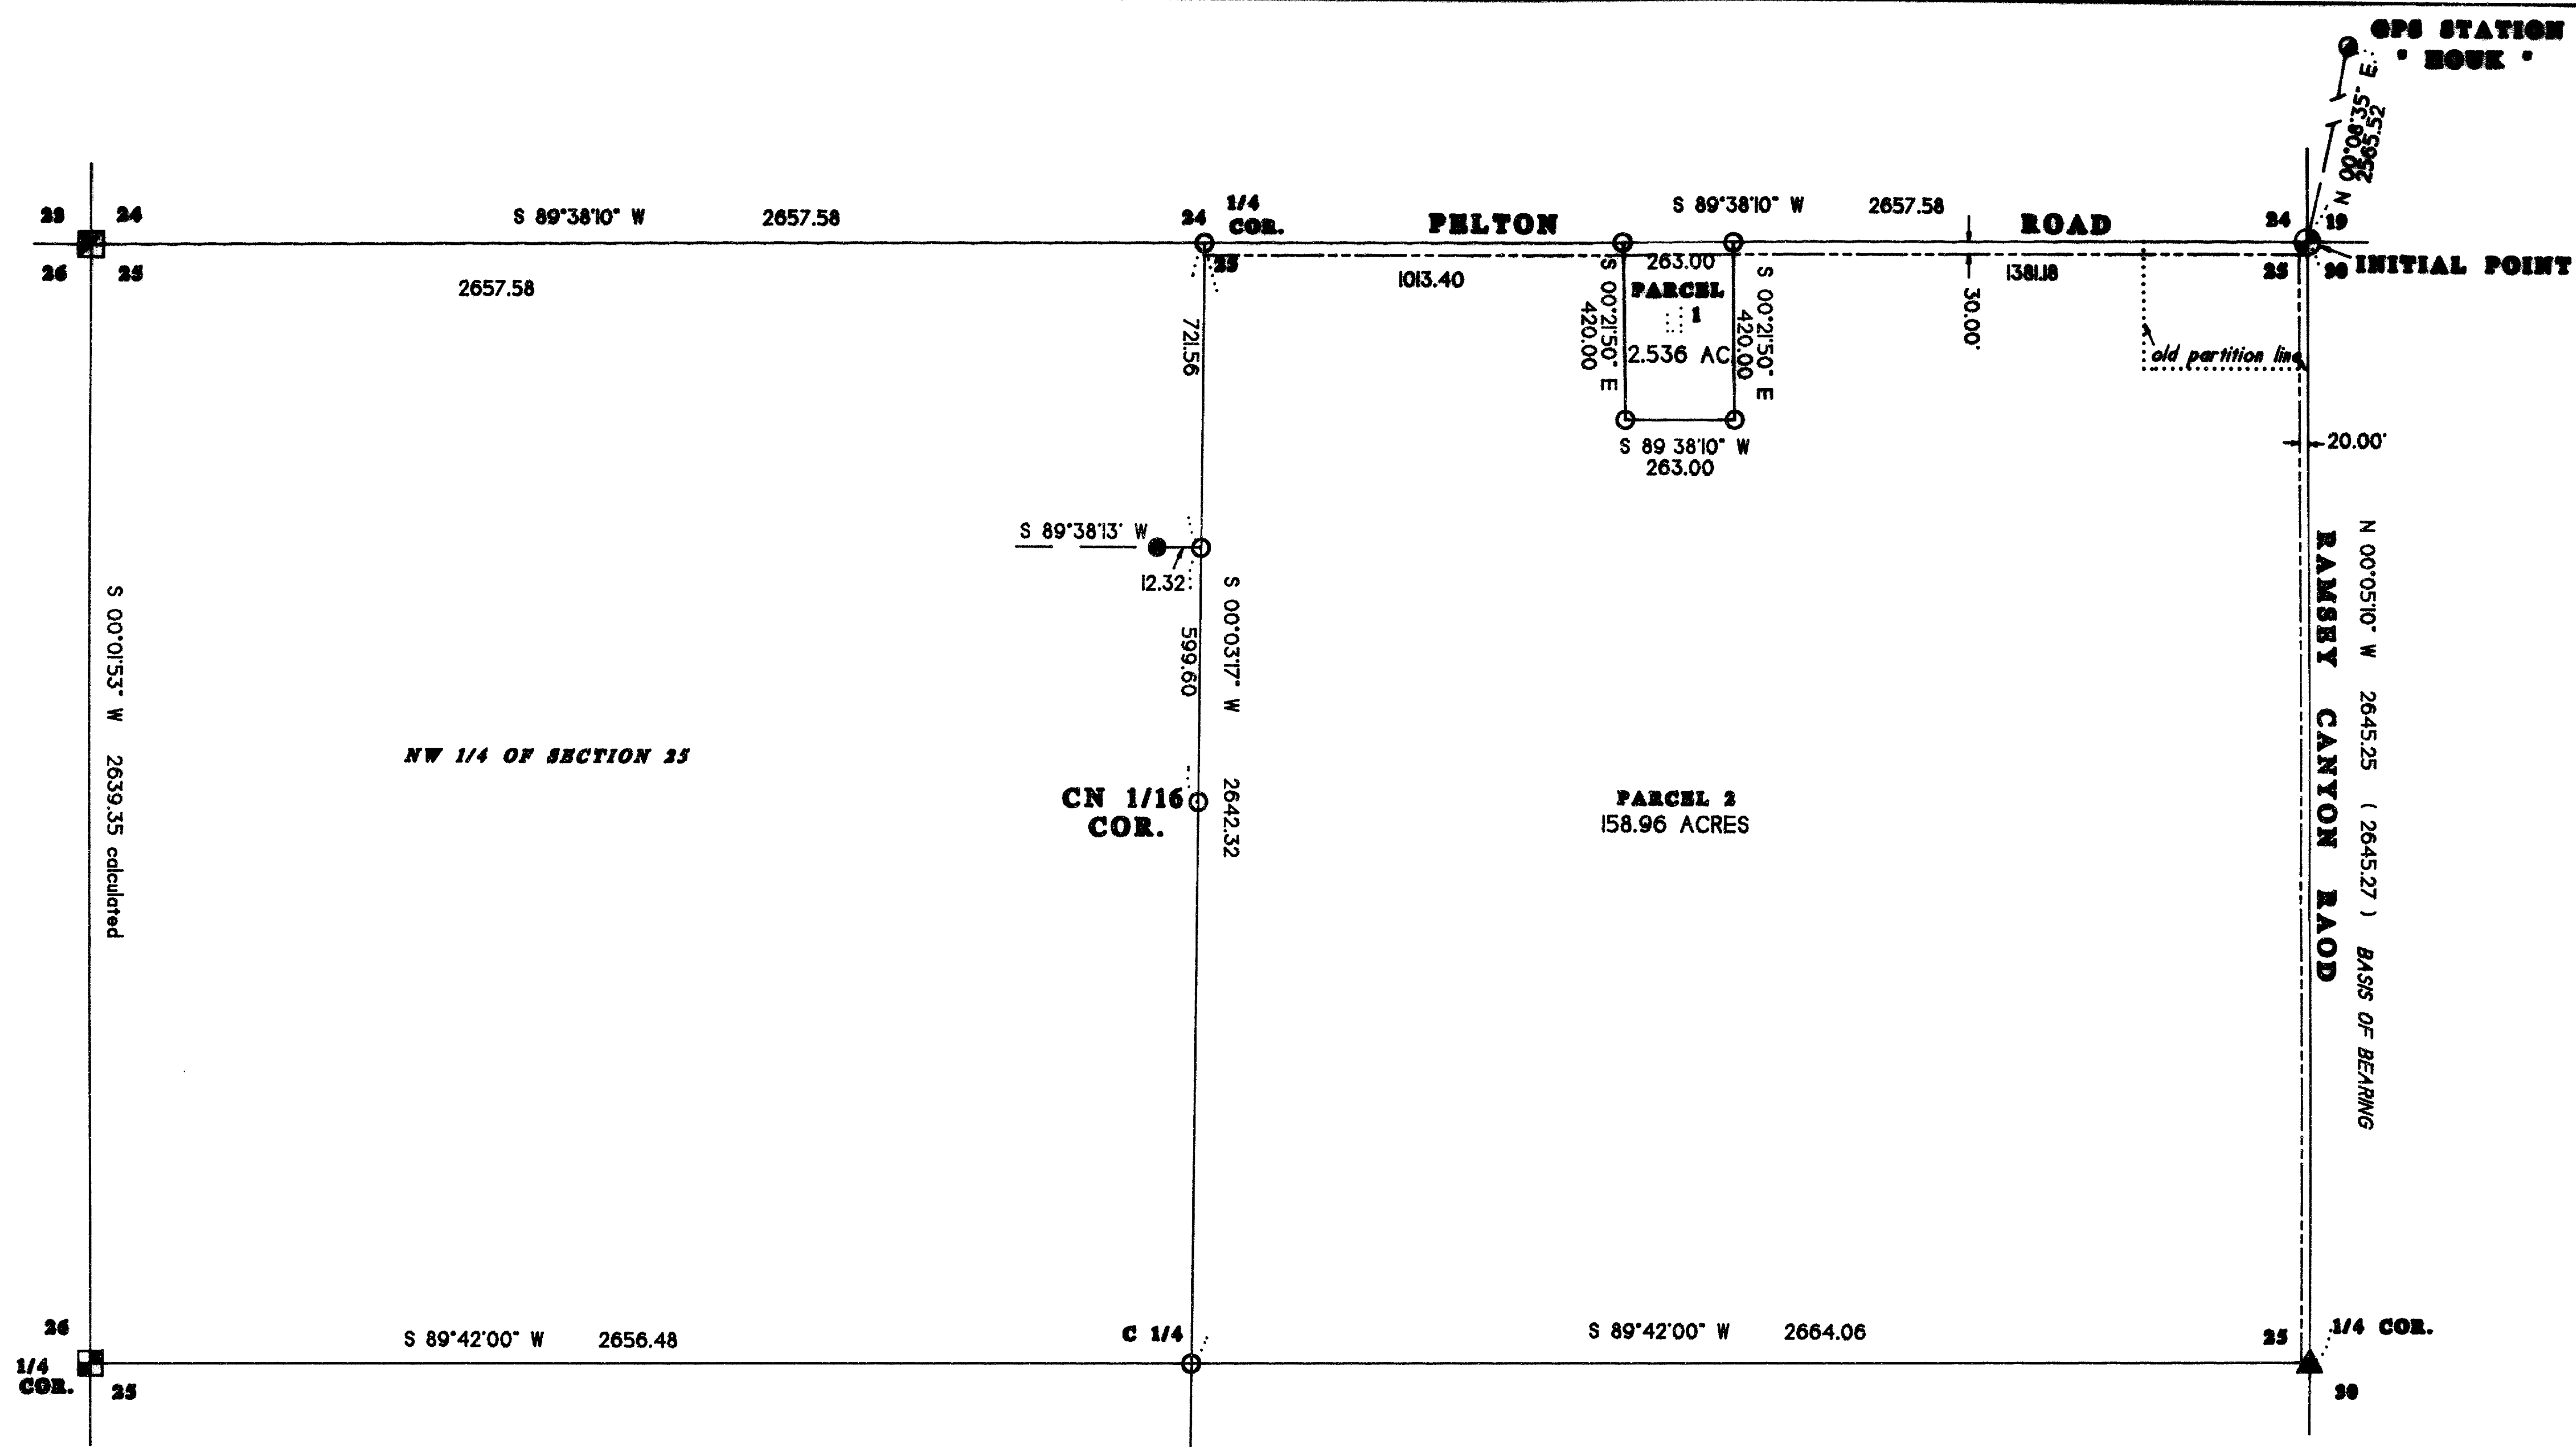 GPS STATION
" HOUK "
N 00°08'35" E
2565.52
23 24
S 89°38'10" W 2657.58
24
1/4
COR.
PELTON
S 89°38'10" W 2657.58
ROAD
24 19
26 25
2657.58
25
1013.40
263.00
1381.18
25 30
INITIAL POINT
721.56
S 00°21'50" E
420.00
PARCEL
1
2.536 AC
S 00°21'50" E
420.00
30.00'
old partition line
S 89 38'10" W
263.00
20.00'
S 89°38'13' W
12.32
599.60
S 00°03'17" W 2642.32
S 00°01'53" W 2639.35 calculated
NW 1/4 OF SECTION 25
CN 1/16
COR.
PARCEL 2
158.96 ACRES
RAMSEY CANYON RAOD
N 00°05'10" W 2645.25 ( 2645.27 ) BASIS OF BEARING
26
1/4
COR.
25
S 89°42'00" W 2656.48
C 1/4
S 89°42'00" W 2664.06
25
1/4 COR.
30